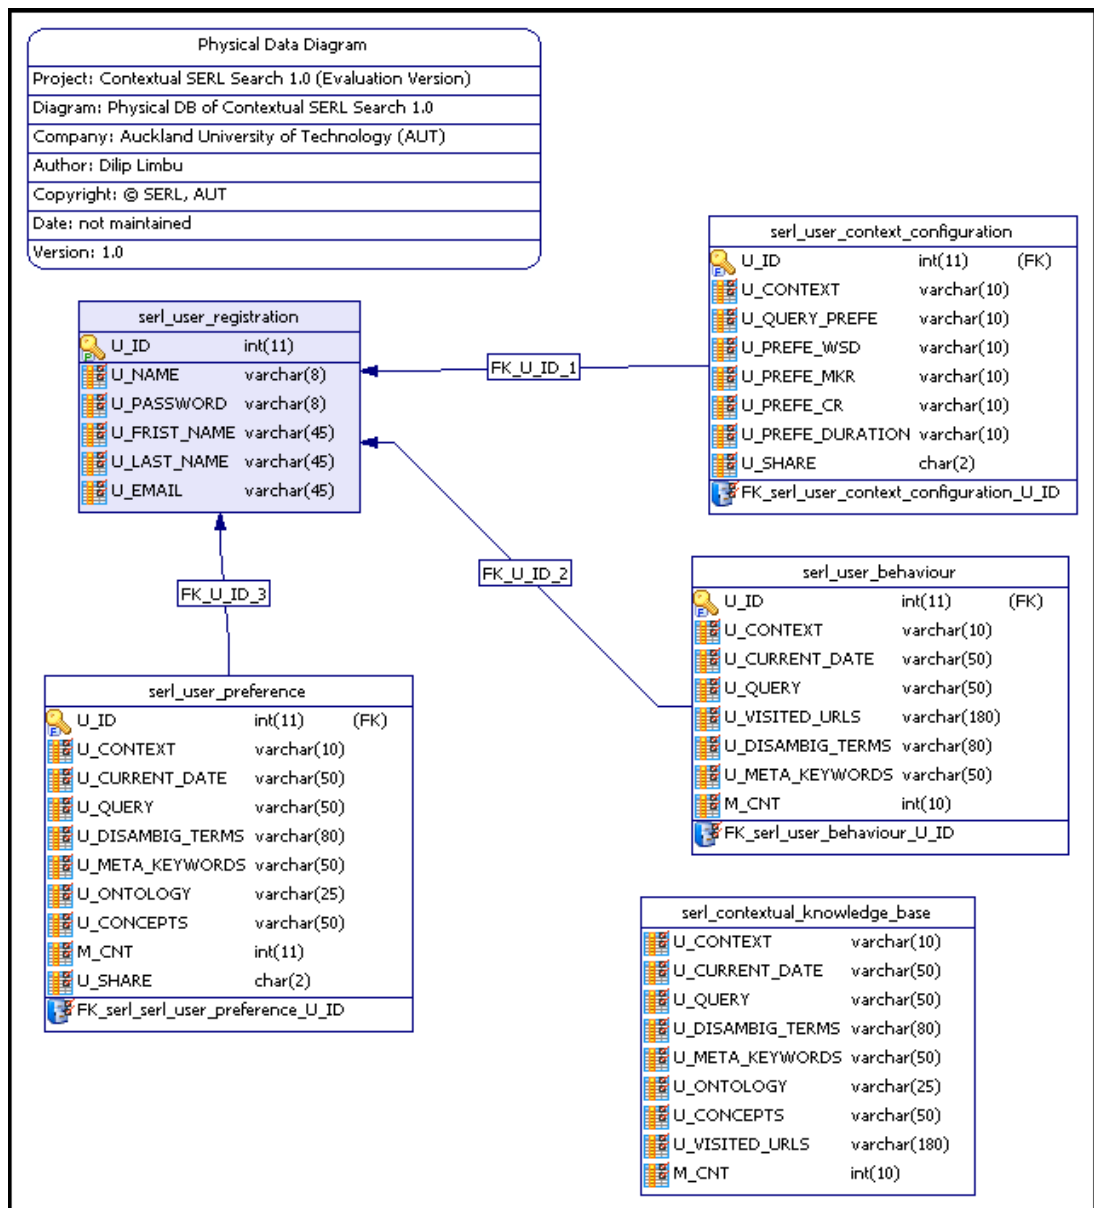 Physical Data Diagram
Project: Contextual SERL Search 1.0 (Evaluation Version)
Diagram: Physical DB of Contextual SERL Search 1.0
Company: Auckland University of Technology (AUT)
Author: Dilip Limbu
Copyright: © SERL, AUT
Date: not maintained
Version: 1.0
serl_user_context_configuration
U_ID int(11) (FK)
U_CONTEXT varchar(10)
U_QUERY_PREFE varchar(10)
U_PREFE_WSD varchar(10)
U_PREFE_MKR varchar(10)
U_PREFE_CR varchar(10)
U_PREFE_DURATION varchar(10)
U_SHARE char(2)
FK_serl_user_context_configuration_U_ID
serl_user_registration
U_ID int(11)
U_NAME varchar(8)
U_PASSWORD varchar(8)
U_FRIST_NAME varchar(45)
U_LAST_NAME varchar(45)
U_EMAIL varchar(45)
FK_U_ID_1
FK_U_ID_2
FK_U_ID_3
serl_user_behaviour
U_ID int(11) (FK)
U_CONTEXT varchar(10)
U_CURRENT_DATE varchar(50)
U_QUERY varchar(50)
U_VISITED_URLS varchar(180)
U_DISAMBIG_TERMS varchar(80)
U_META_KEYWORDS varchar(50)
M_CNT int(10)
FK_serl_user_behaviour_U_ID
serl_user_preference
U_ID int(11) (FK)
U_CONTEXT varchar(10)
U_CURRENT_DATE varchar(50)
U_QUERY varchar(50)
U_DISAMBIG_TERMS varchar(80)
U_META_KEYWORDS varchar(50)
U_ONTOLOGY varchar(25)
U_CONCEPTS varchar(50)
M_CNT int(11)
U_SHARE char(2)
FK_serl_serl_user_preference_U_ID
serl_contextual_knowledge_base
U_CONTEXT varchar(10)
U_CURRENT_DATE varchar(50)
U_QUERY varchar(50)
U_DISAMBIG_TERMS varchar(80)
U_META_KEYWORDS varchar(50)
U_ONTOLOGY varchar(25)
U_CONCEPTS varchar(50)
U_VISITED_URLS varchar(180)
M_CNT int(10)